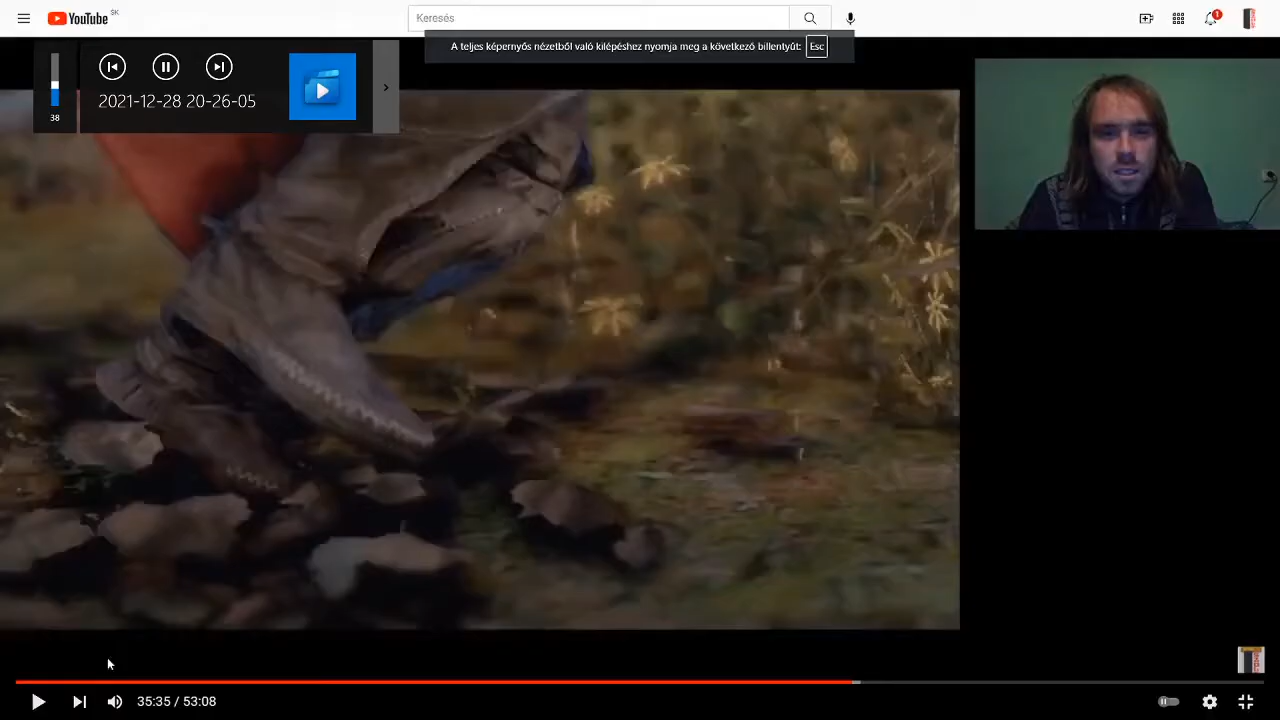 YouTube SK
Keresés
1
A teljes képernyős nézetből való kilépéshez nyomja meg a következő billentyűt: Esc
2021-12-28 20-26-05
38
35:35 / 53:08